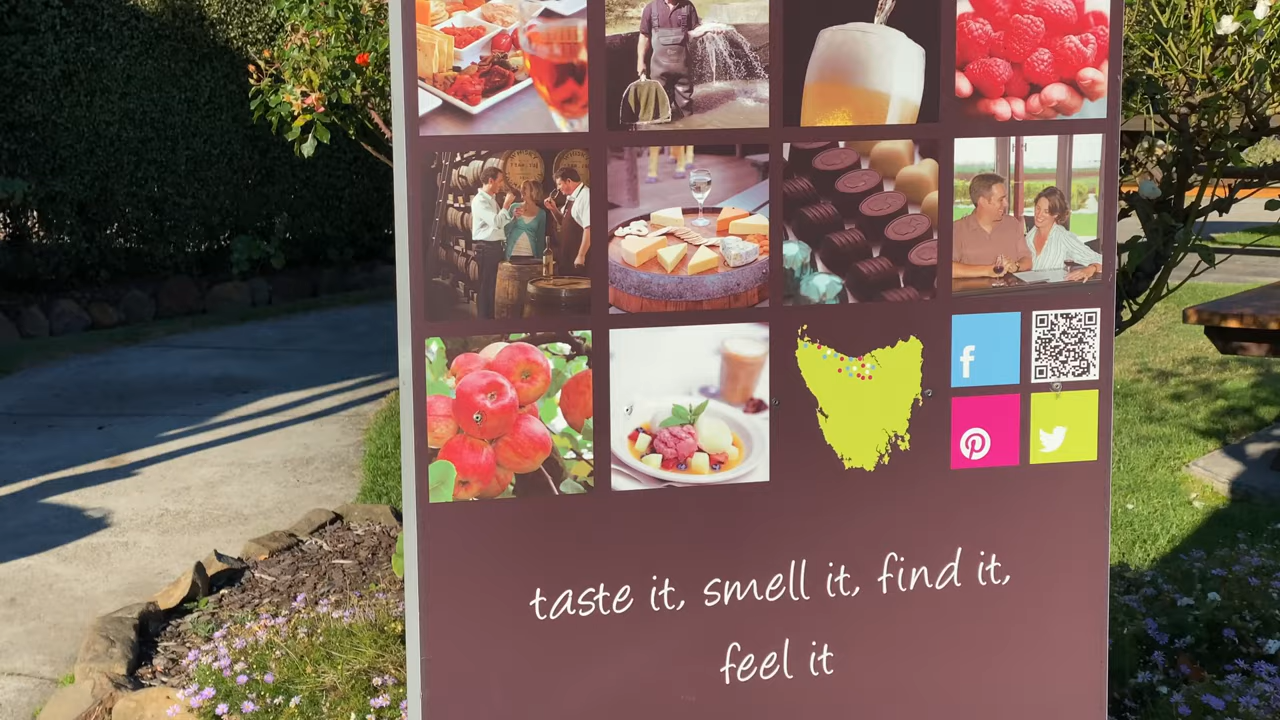 taste it, smell it, find it,
feel it